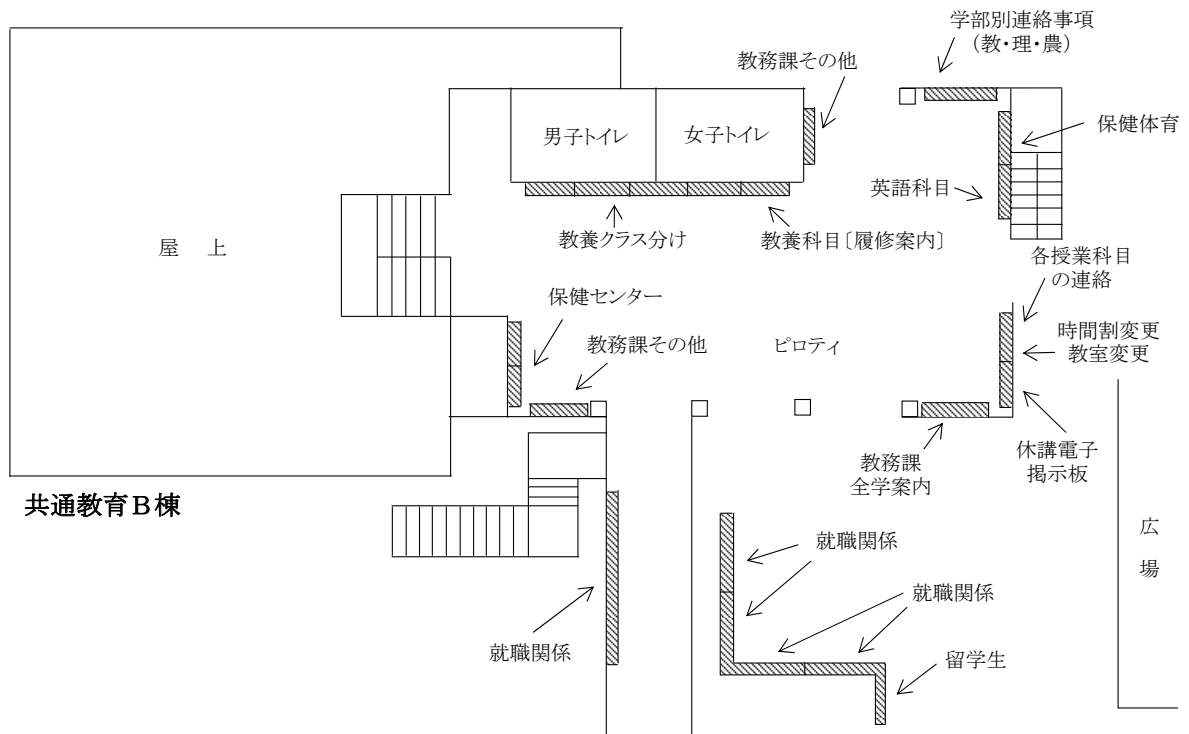 学部別連絡事項
（教・理・農）
教務課その他
保健体育
男子トイレ
女子トイレ
英語科目
教養クラス分け
教養科目〔履修案内〕
屋　上
各授業科目
の連絡
保健センター
時間割変更
教室変更
教務課その他
ピロティ
休講電子
掲示板
教務課
全学案内
共通教育Ｂ棟
広
場
就職関係
就職関係
就職関係
留学生